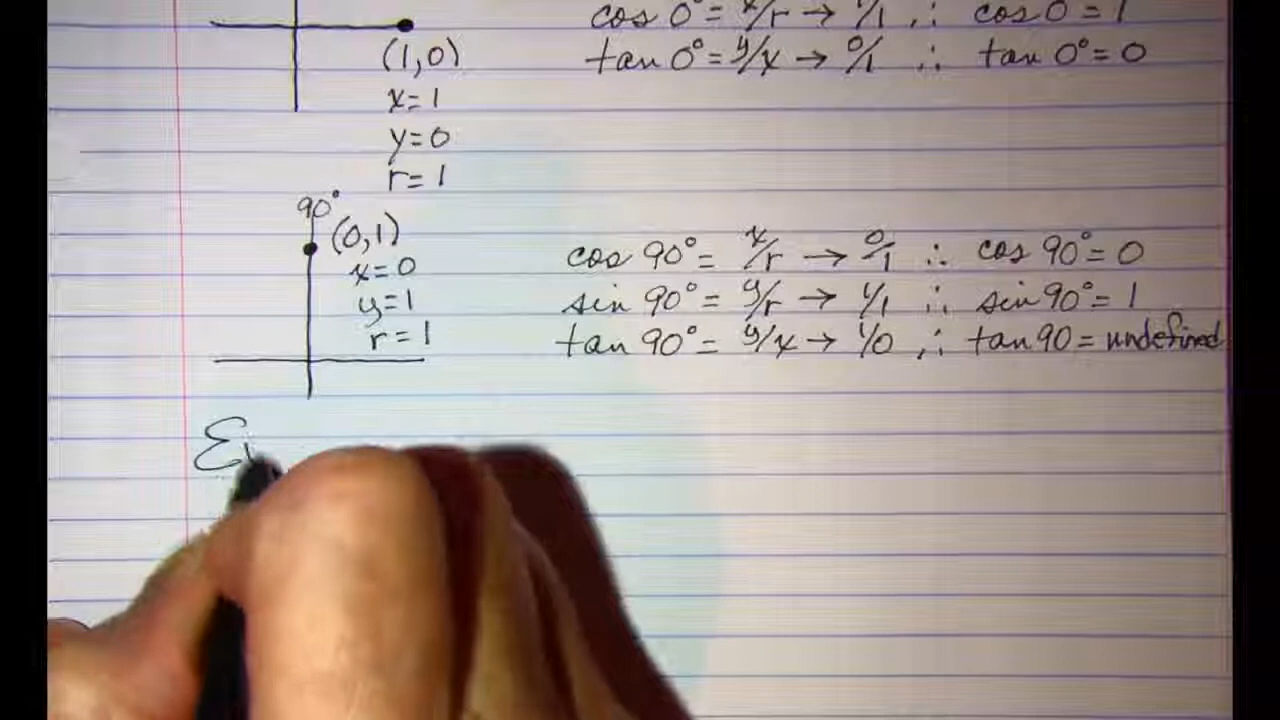 cos 0° = x/r → 1/1 ,∴ cos 0 = 1
(1,0)
tan 0° = y/x → 0/1 ∴ tan 0° = 0
x=1
y=0
r=1
90°
(0,1)
cos 90° = x/r → 0/1 ∴ cos 90° = 0
x=0
sin 90° = y/r → 1/1 ∴ sin 90° = 1
y=1
r=1
tan 90° = y/x → 1/0 ,∴ tan 90 = undefined